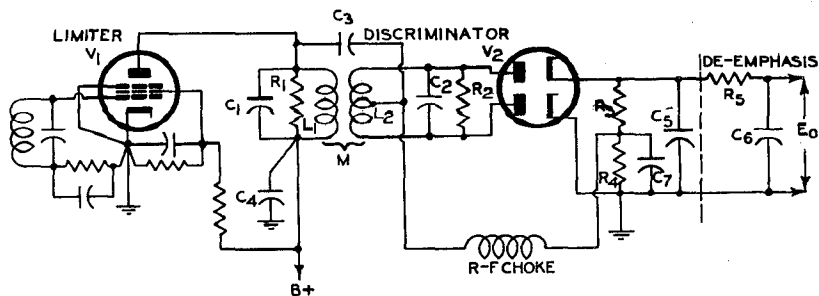 LIMITER
V1
C3
DISCRIMINATOR
V2
DE-EMPHASIS
C1
R1
L1
M
L2
C2
R2
R3
C5
R5
C6
E0
R4
C7
C4
R-F CHOKE
B+